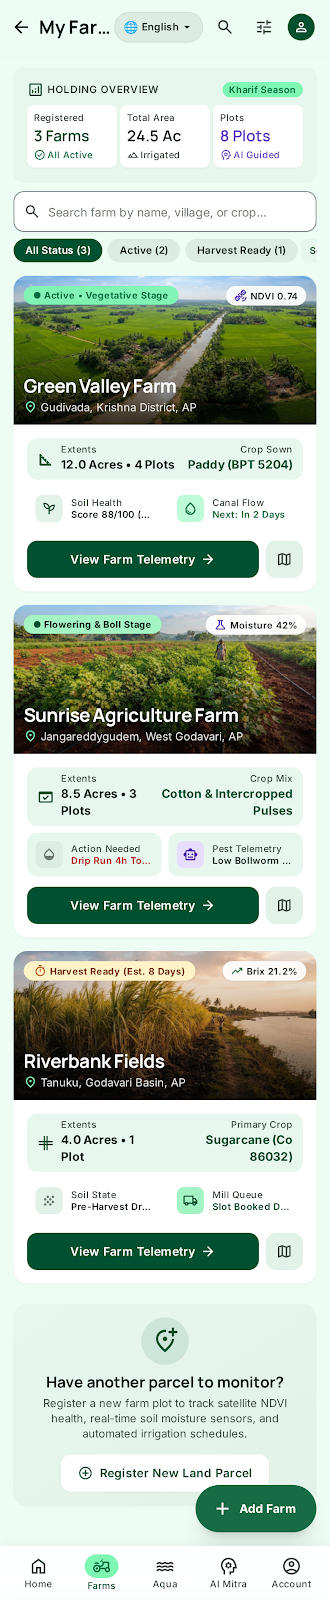 My Far...
English
HOLDING OVERVIEW
Kharif Season
Registered
3 Farms
All Active
Total Area
24.5 Ac
Irrigated
Plots
8 Plots
AI Guided
Search farm by name, village, or crop...
All Status (3)
Active (2)
Harvest Ready (1)
Active • Vegetative Stage
NDVI 0.74
Green Valley Farm
Gudivada, Krishna District, AP
Extents
12.0 Acres • 4 Plots
Crop Sown
Paddy (BPT 5204)
Soil Health
Score 88/100 (...
Canal Flow
Next: In 2 Days
View Farm Telemetry →
Flowering & Boll Stage
Moisture 42%
Sunrise Agriculture Farm
Jangareddygudem, West Godavari, AP
Extents
8.5 Acres • 3
Plots
Crop Mix
Cotton & Intercropped
Pulses
Action Needed
Drip Run 4h To...
Pest Telemetry
Low Bollworm ...
View Farm Telemetry →
Harvest Ready (Est. 8 Days)
Brix 21.2%
Riverbank Fields
Tanuku, Godavari Basin, AP
Extents
4.0 Acres • 1
Plot
Primary Crop
Sugarcane (Co
86032)
Soil State
Pre-Harvest Dr...
Mill Queue
Slot Booked D...
View Farm Telemetry →
Have another parcel to monitor?
Register a new farm plot to track satellite NDVI
health, real-time soil moisture sensors, and
automated irrigation schedules.
Register New Land Parcel
Add Farm
Home
Farms
Aqua
AI Mitra
Account